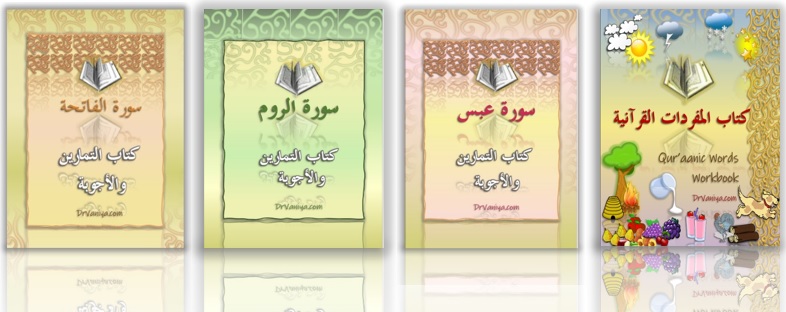 سورة الفاتحة
كتاب التمارين
والأجوبة
DrVaniya.com
سورة الروم
كتاب التمارين
والأجوبة
DrVaniya.com
سورة عبس
كتاب التمارين
والأجوبة
DrVaniya.com
كتاب المفردات القرآنية
Qur'aanic Words
Workbook
DrVaniya.com